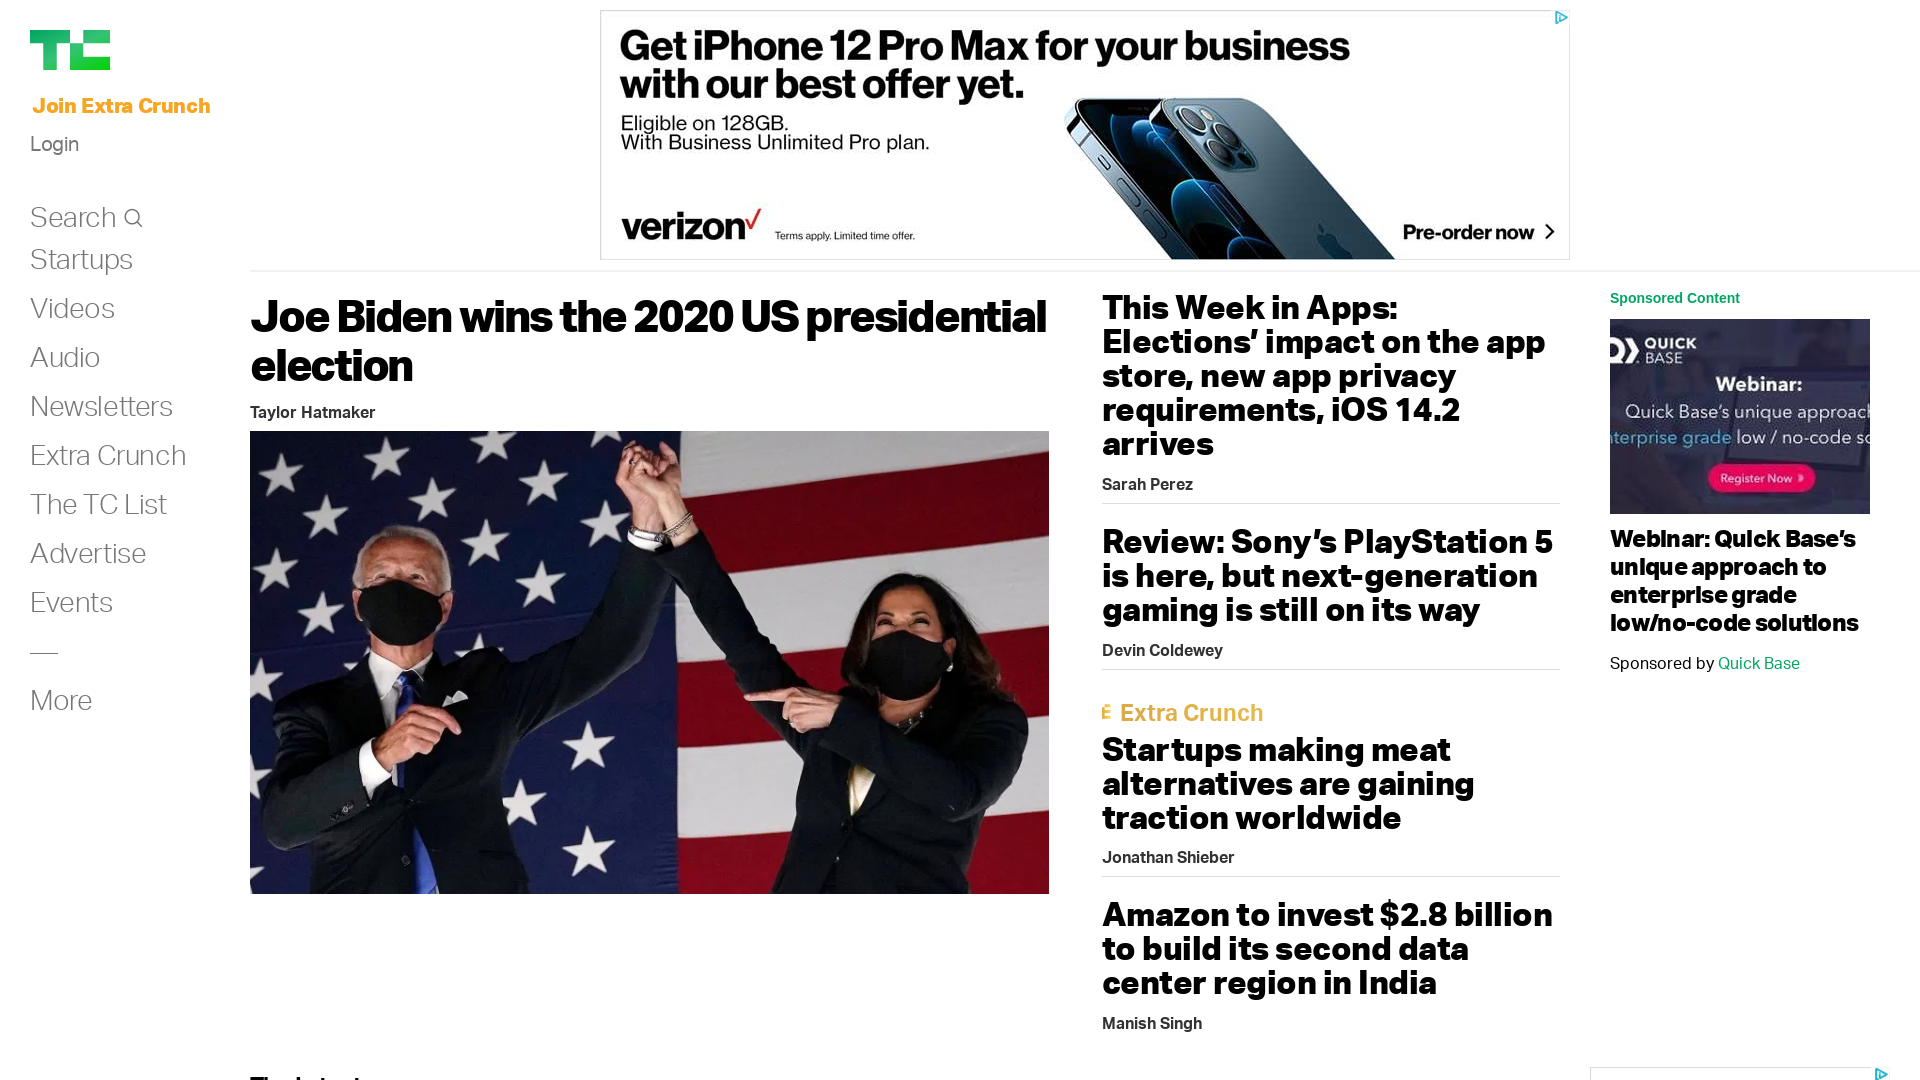 TC
Join Extra Crunch
Login
Search
Startups
Videos
Audio
Newsletters
Extra Crunch
The TC List
Advertise
Events
More
Get iPhone 12 Pro Max for your business
with our best offer yet.
Eligible on 128GB.
With Business Unlimited Pro plan.
verizon
Terms apply. Limited time offer.
Pre-order now
Joe Biden wins the 2020 US presidential
election
Taylor Hatmaker
This Week in Apps:
Elections’ impact on the app
store, new app privacy
requirements, iOS 14.2
arrives
Sarah Perez
Review: Sony’s PlayStation 5
is here, but next-generation
gaming is still on its way
Devin Coldewey
Extra Crunch
Startups making meat
alternatives are gaining
traction worldwide
Jonathan Shieber
Amazon to invest $2.8 billion
to build its second data
center region in India
Manish Singh
Sponsored Content
QUICK
BASE
Webinar:
Quick Base's unique
grade low / no-code
Register Now
Webinar: Quick Base’s
unique approach to
enterprise grade
low/no-code solutions
Sponsored by Quick Base